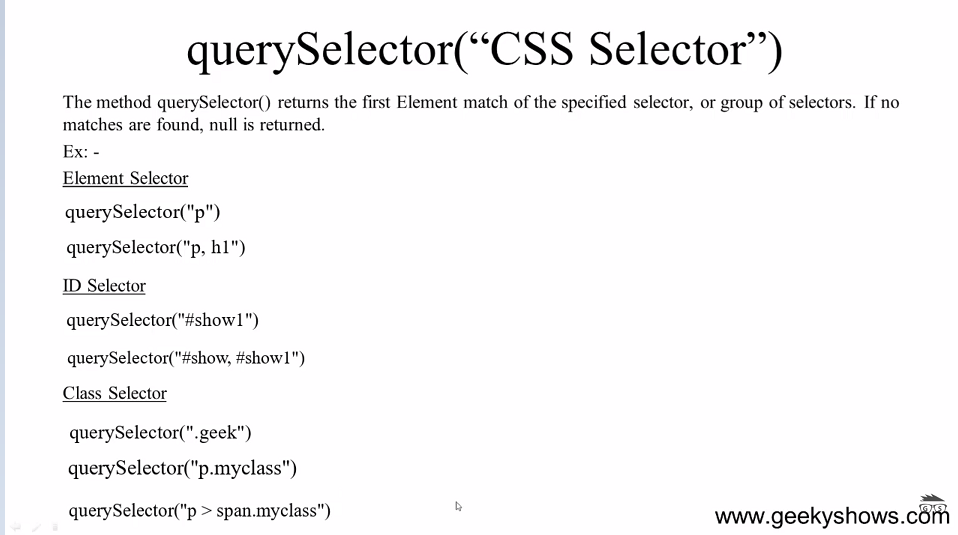 querySelector(“CSS Selector”)
The method querySelector() returns the first Element match of the specified selector, or group of selectors. If no
matches are found, null is returned.
Ex: -
Element Selector
querySelector("p")
querySelector("p, h1")
ID Selector
querySelector("#show1")
querySelector("#show, #show1")
Class Selector
querySelector(".geek")
querySelector("p.myclass")
querySelector("p > span.myclass")
G S
www.geekyshows.com